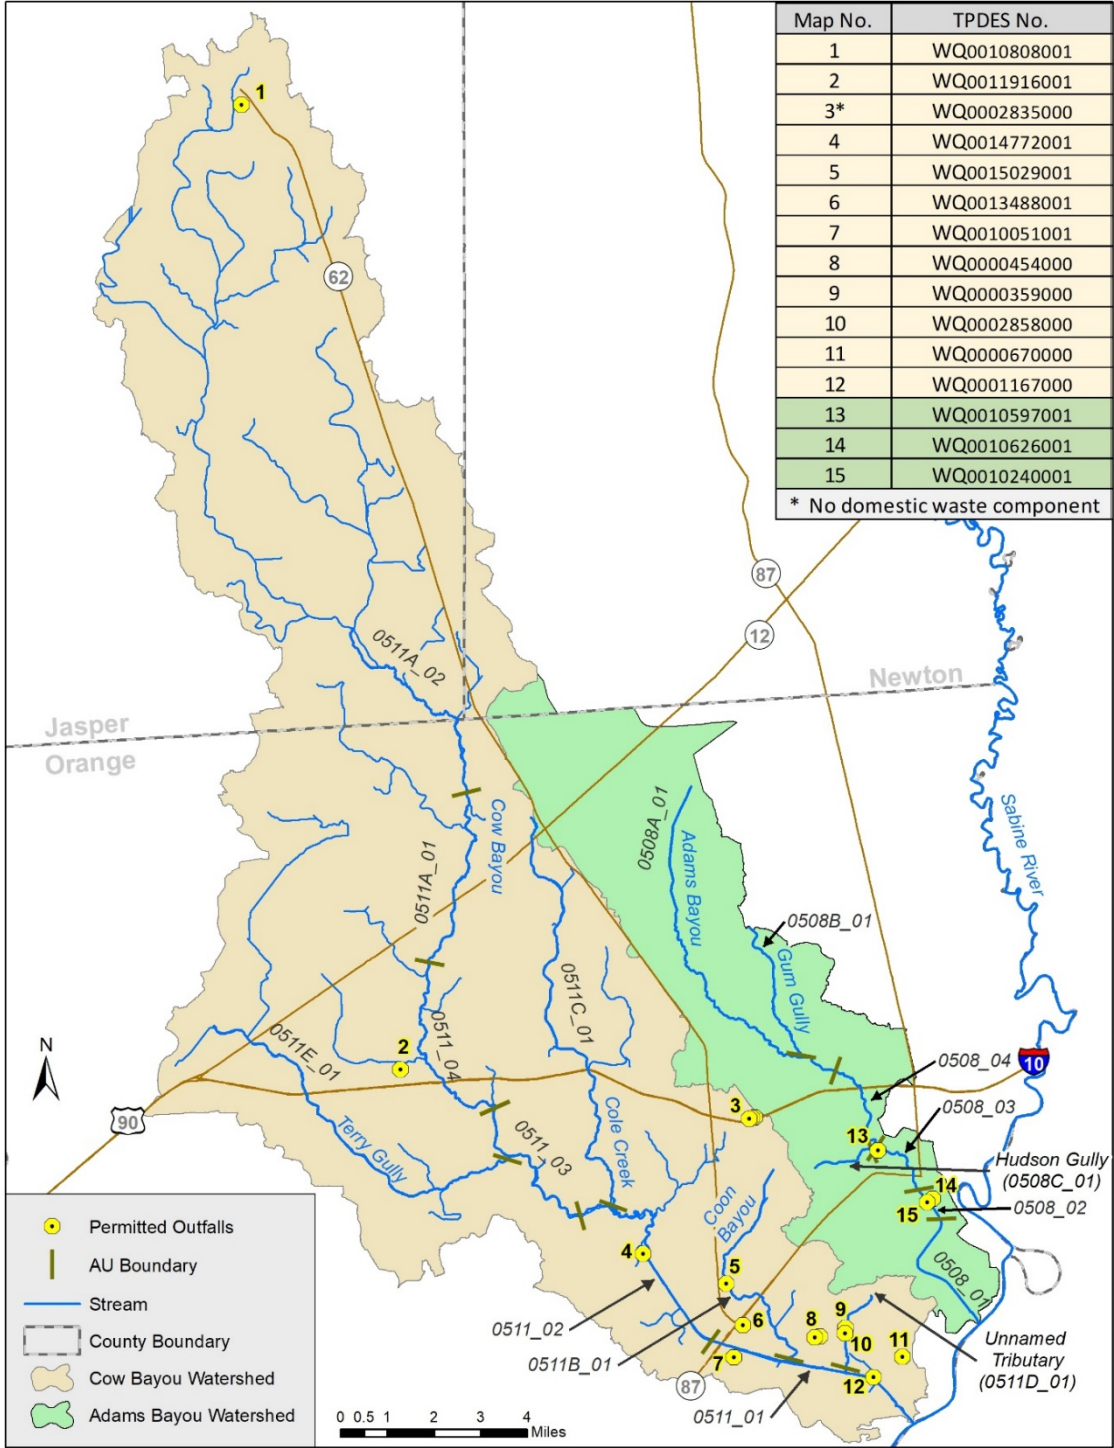 Map No. TPDES No.
1 WQ0010808001
2 WQ0011916001
3* WQ0002835000
4 WQ0014772001
5 WQ0015029001
6 WQ0013488001
7 WQ0010051001
8 WQ0000454000
9 WQ0000359000
10 WQ0002858000
11 WQ0000670000
12 WQ0001167000
13 WQ0010597001
14 WQ0010626001
15 WQ0010240001
* No domestic waste component
1
62
87
12
0511A_02
Newton
Jasper
Orange
Cow Bayou
Sabine River
0508A_01
Adams Bayou
0511A_01
0508B_01
Gum Gully
0511C_01
0511_04
0511E_01
N
2
0508_04
10
90
3
0508_03
13
Cole Creek
Terry Gully
0511_03
Hudson Gully
(0508C_01)
14
15
0508_02
Coon
Bayou
4
5
0508_01
0511_02
6
8
9
10
11
Unnamed
Tributary
(0511D_01)
0511B_01
7
12
87
0511_01
Permitted Outfalls
AU Boundary
Stream
County Boundary
Cow Bayou Watershed
Adams Bayou Watershed
0 0.5 1 2 3 4
Miles